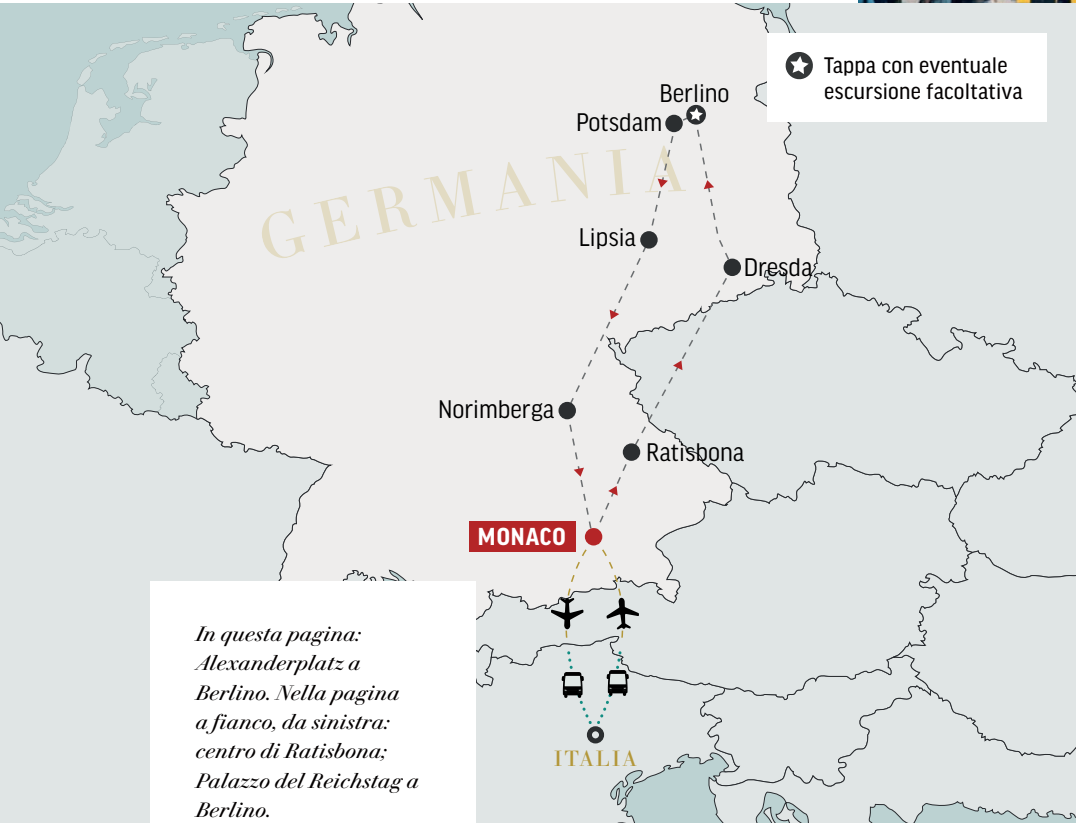 Tappa con eventuale
escursione facoltativa
Berlino
Potsdam
GERMANIA
Lipsia
Dresda
Norimberga
Ratisbona
MONACO
ITALIA
In questa pagina:
Alexanderplatz a
Berlino. Nella pagina
a fianco, da sinistra:
centro di Ratisbona;
Palazzo del Reichstag a
Berlino.